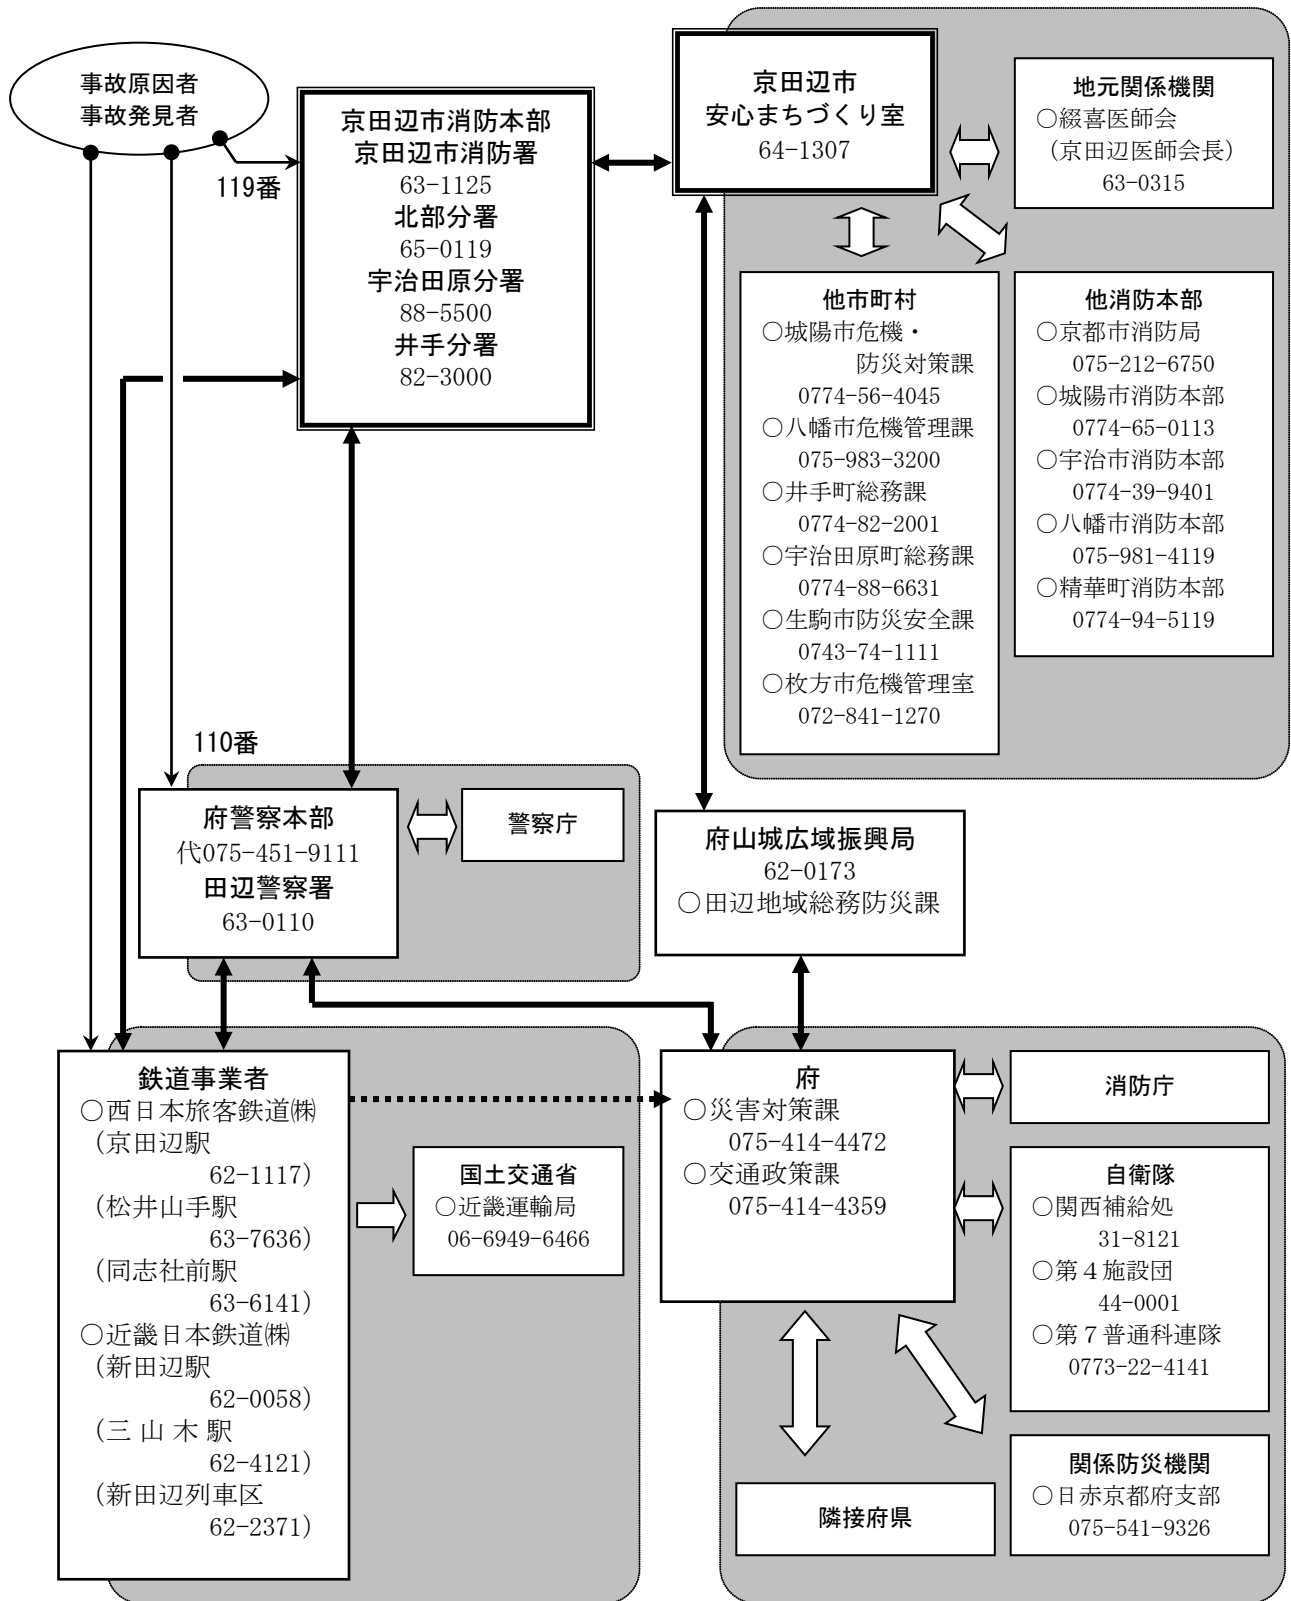 事故原因者
事故発見者
119番
京田辺市消防本部
京田辺市消防署
63-1125
北部分署
65-0119
宇治田原分署
88-5500
井手分署
82-3000
京田辺市
安心まちづくり室
64-1307
地元関係機関
○綴喜医師会
(京田辺医師会長)
63-0315
他市町村
○城陽市危機・
防災対策課
0774-56-4045
○八幡市危機管理課
075-983-3200
○井手町総務課
0774-82-2001
○宇治田原町総務課
0774-88-6631
○生駒市防災安全課
0743-74-1111
○枚方市危機管理室
072-841-1270
他消防本部
○京都市消防局
075-212-6750
○城陽市消防本部
0774-65-0113
○宇治市消防本部
0774-39-9401
○八幡市消防本部
075-981-4119
○精華町消防本部
0774-94-5119
110番
府警察本部
代075-451-9111
田辺警察署
63-0110
警察庁
府山城広域振興局
62-0173
○田辺地域総務防災課
鉄道事業者
○西日本旅客鉄道㈱
(京田辺駅
62-1117)
(松井山手駅
63-7636)
(同志社前駅
63-6141)
○近畿日本鉄道㈱
(新田辺駅
62-0058)
(三山木駅
62-4121)
(新田辺列車区
62-2371)
国土交通省
○近畿運輸局
06-6949-6466
府
○災害対策課
075-414-4472
○交通政策課
075-414-4359
消防庁
自衛隊
○関西補給処
31-8121
○第４施設団
44-0001
○第７普通科連隊
0773-22-4141
隣接府県
関係防災機関
○日赤京都府支部
075-541-9326